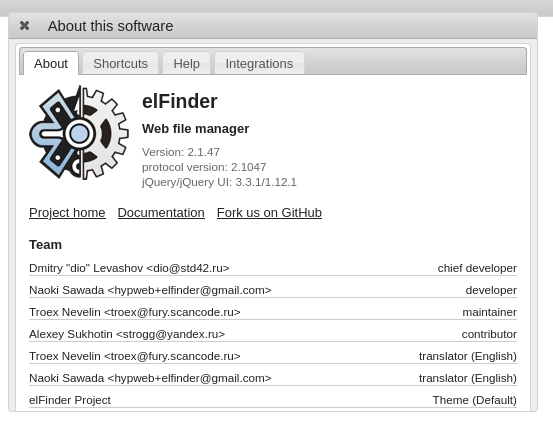 About this software
About Shortcuts Help Integrations
elFinder
Web file manager
Version: 2.1.47
protocol version: 2.1047
jQuery/jQuery UI: 3.3.1/1.12.1
Project home Documentation Fork us on GitHub
Team
Dmitry "dio" Levashov <dio@std42.ru> chief developer
Naoki Sawada <hypweb+elfinder@gmail.com> developer
Troex Nevelin <troex@fury.scancode.ru> maintainer
Alexey Sukhotin <strogg@yandex.ru> contributor
Troex Nevelin <troex@fury.scancode.ru> translator (English)
Naoki Sawada <hypweb+elfinder@gmail.com> translator (English)
elFinder Project Theme (Default)